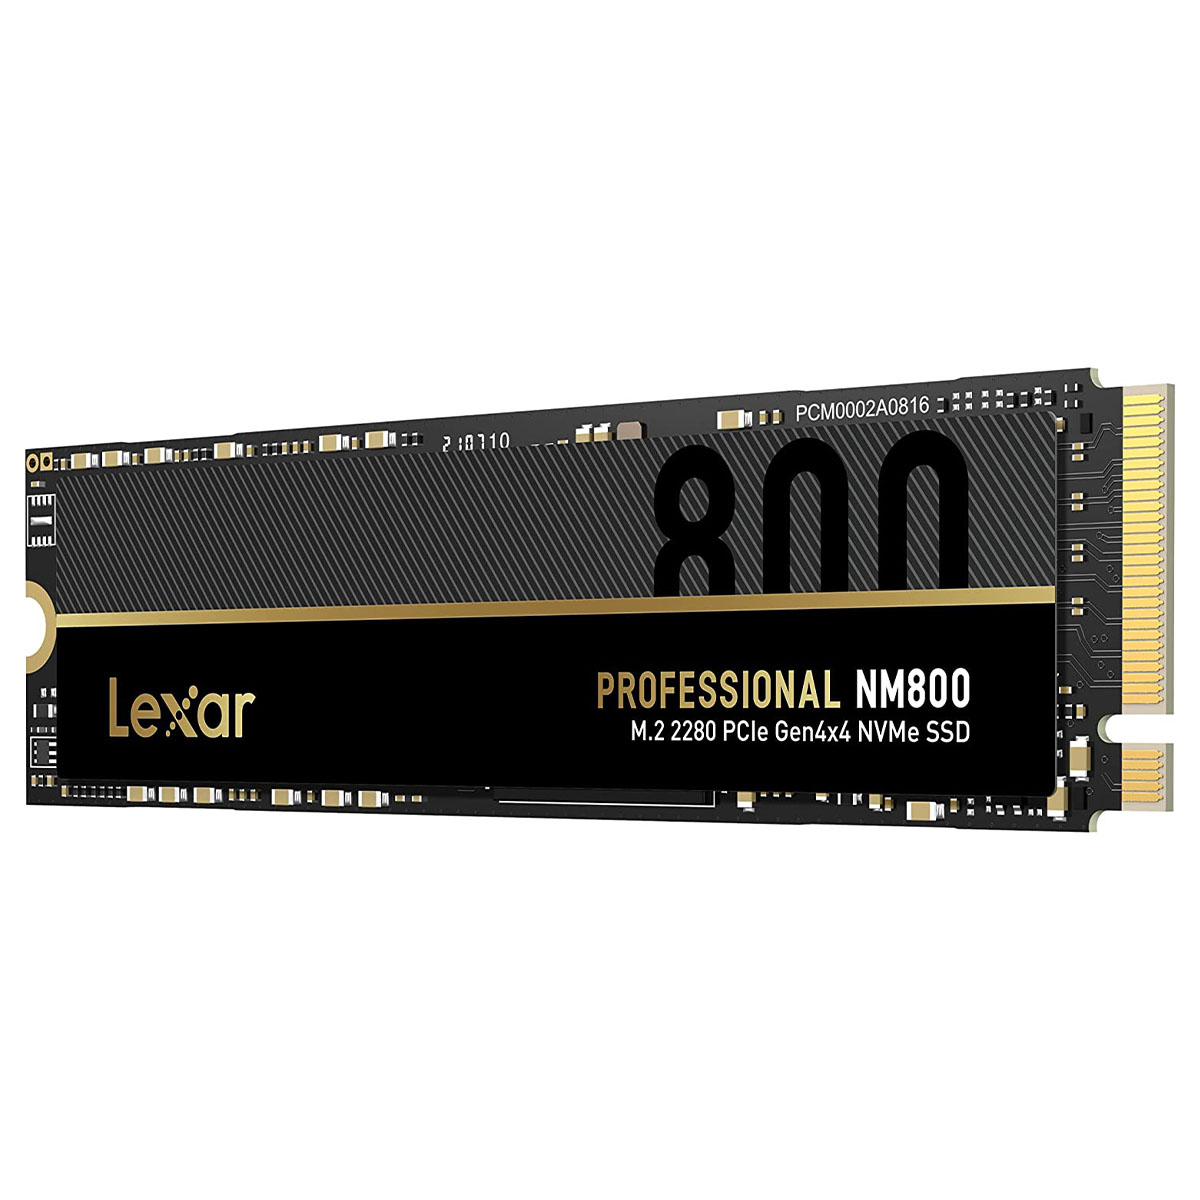 PCM0002A0816
210710
800
Lexar
PROFESSIONAL NM800
M.2 2280 PCIe Gen4x4 NVMe SSD